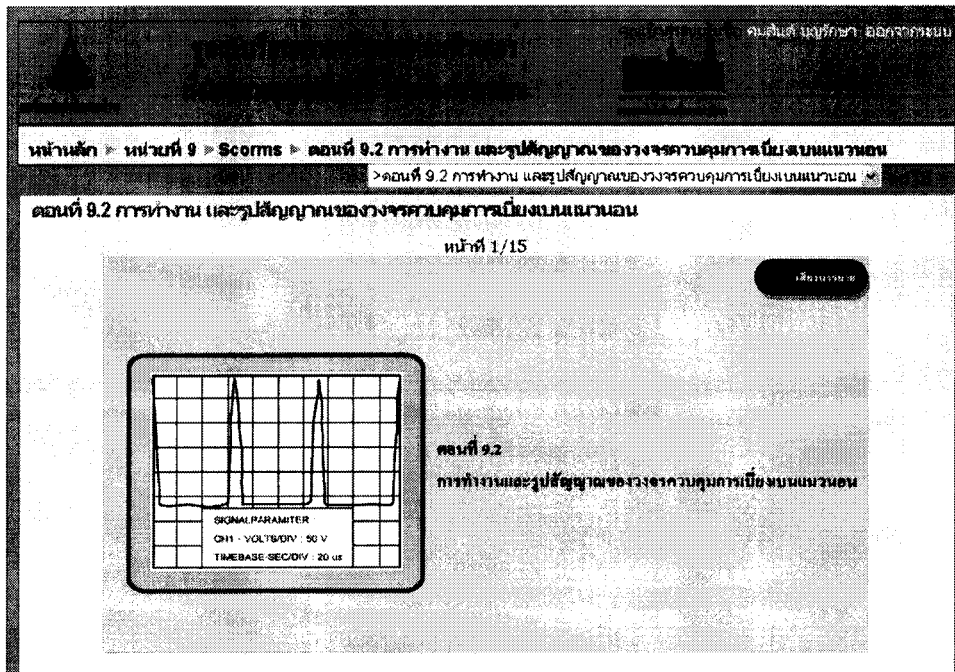 คมสันต์ บุญรักษา ออกจากระบบ
หน้าหลัก ► หน่วยที่ 9 ► Scorms ► ตอนที่ 9.2 การทำงาน และรูปสัญญาณของวงจรควบคุมการเบี่ยงเบนแนวนอน
>ตอนที่ 9.2 การทำงาน และรูปสัญญาณของวงจรควบคุมการเบี่ยงเบนแนวนอน
ตอนที่ 9.2 การทำงาน และรูปสัญญาณของวงจรควบคุมการเบี่ยงเบนแนวนอน
หน้าที่ 1/15
เสียงบรรยาย
ตอนที่ 9.2
การทำงานและรูปสัญญาณของวงจรควบคุมการเบี่ยงเบนแนวนอน
SIGNALPARAMITER
CH1 - VOLTS/DIV : 50 V
TIMEBASE-SEC/DIV : 20 us